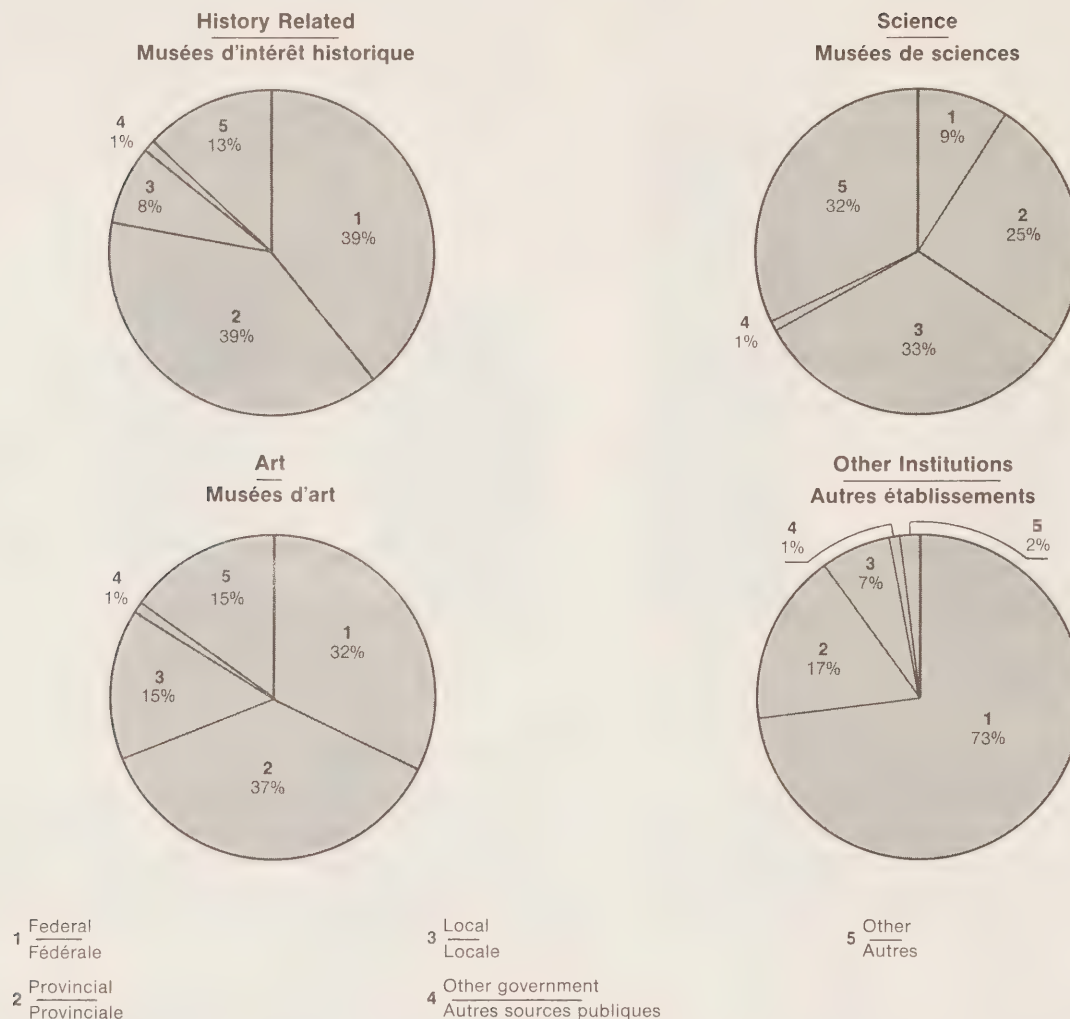 History Related
Musées d'intérêt historique
4
1%
5
13%
3
8%
1
39%
2
39%
Science
Musées de sciences
1
9%
5
32%
2
25%
4
1%
3
33%
Art
Musées d'art
4
1%
5
15%
1
32%
3
15%
2
37%
Other Institutions
Autres établissements
4
1%
5
2%
3
7%
2
17%
1
73%
1 Federal
Fédérale
2 Provincial
Provinciale
3 Local
Locale
4 Other government
Autres sources publiques
5 Other
Autres